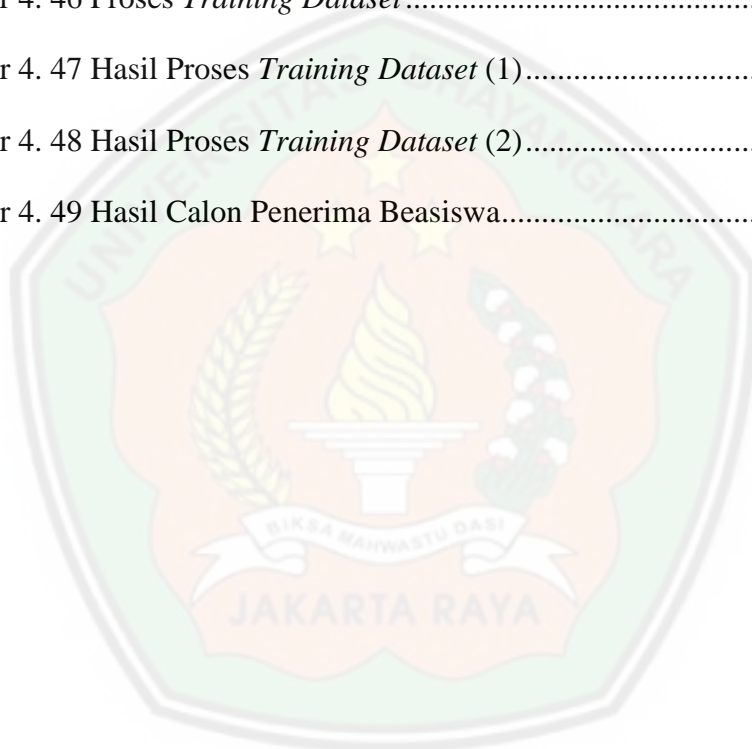 r 4. 46 Proses Training Dataset..............................................
r 4. 47 Hasil Proses Training Dataset (1)............................
r 4. 48 Hasil Proses Training Dataset (2)............................
r 4. 49 Hasil Calon Penerima Beasiswa...............................
UNIVERSITAS BHAYANGKARA
BIKSA MAHWASTU DASI
JAKARTA RAYA